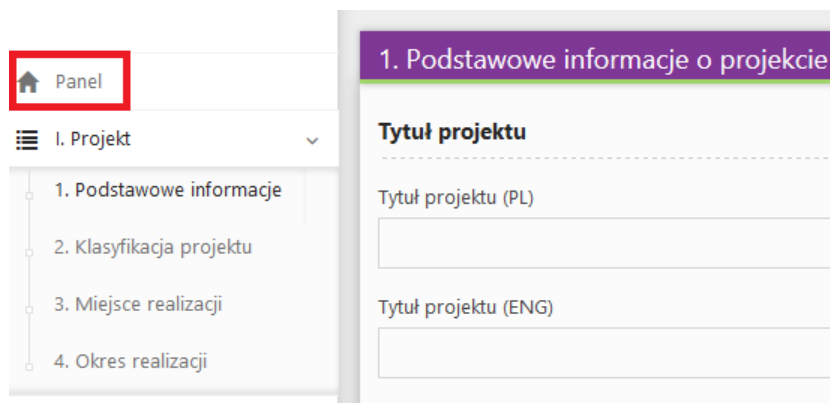 Panel
I. Projekt
1. Podstawowe informacje
2. Klasyfikacja projektu
3. Miejsce realizacji
4. Okres realizacji
1. Podstawowe informacje o projekcie
Tytuł projektu
Tytuł projektu (PL)
Tytuł projektu (ENG)